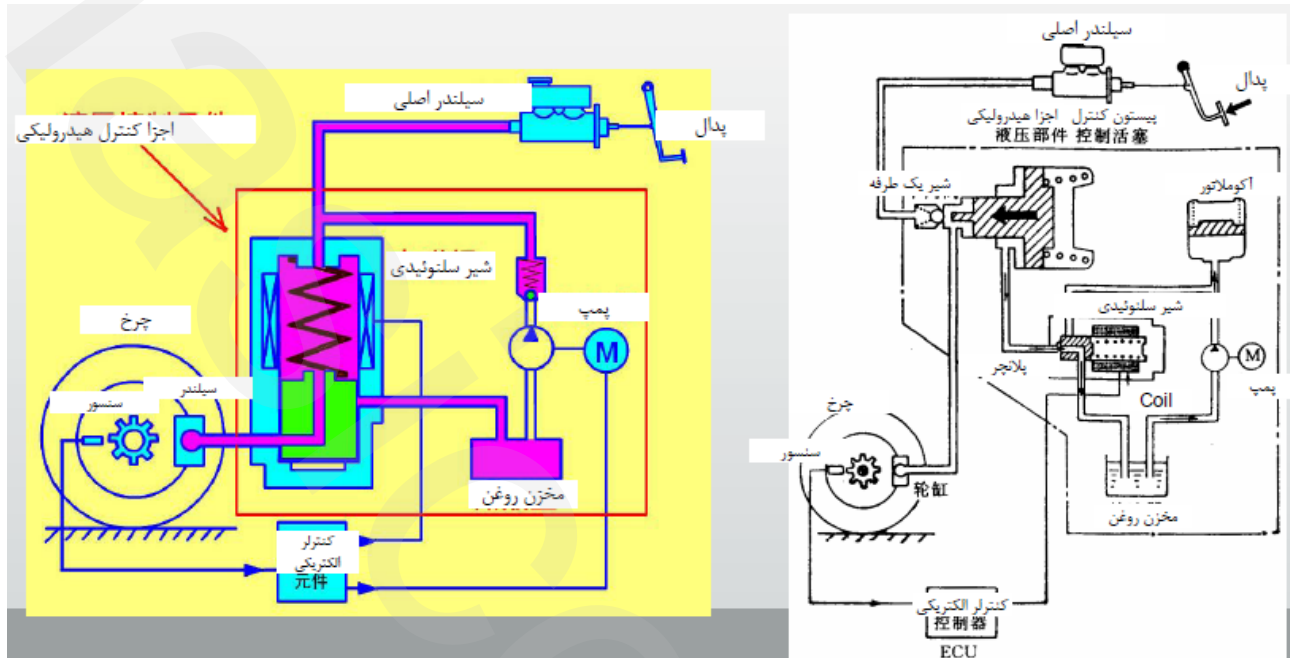 سیلندر اصلی
پدال
اجزا کنترل هیدرولیکی
شیر سلنوئیدی
پمپ
M
چرخ
سیلندر
سنسور
مخزن روغن
کنترلر
الکتریکی
元件
سیلندر اصلی
پدال
پیستون کنترل اجزا هیدرولیکی
液压部件 控制活塞
شیر یک طرفه
آکوملاتور
شیر سلنوئیدی
پلانچر
M
پمپ
Coil
چرخ
سنسور
轮缸
مخزن روغن
کنترلر الکتریکی
控制器
ECU